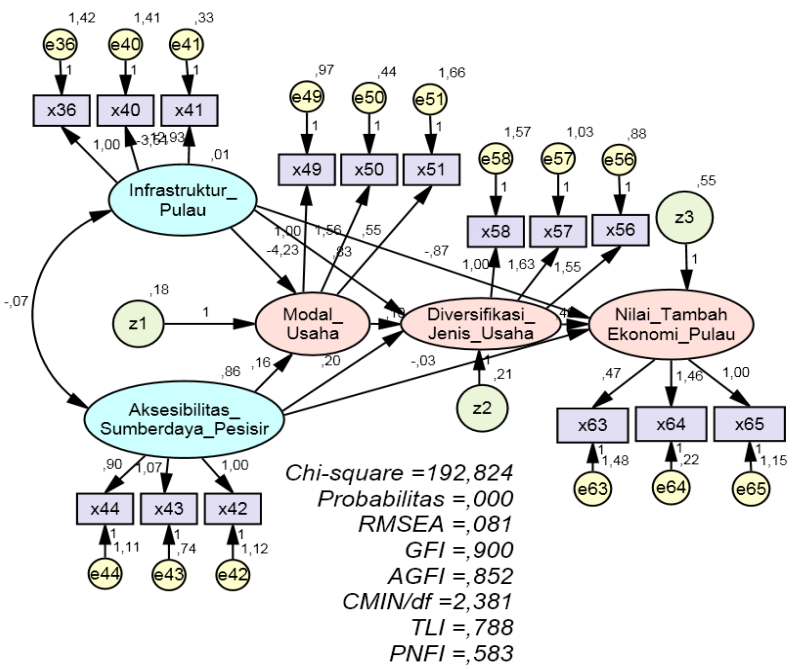 1,42
1,41
,33
e36
e40
e41
1
1
1
x36
x40
x41
1,00
,01
Infrastruktur_
Pulau
,97
,44
1,66
e49
e50
e51
1
1
1
x49
x50
x51
1,57
1,03
,88
e58
e57
e56
1
1
1
x58
x57
x56
,55
z3
1
1,00
1,56
,55
-4,23
,83
-,87
1,00
1,63
1,55
-,07
,18
z1
1
Modal_
Usaha
Diversifikasi_
Jenis_Usaha
Nilai_Tambah
Ekonomi_Pulau
,86
,16
,20
-,03
1
,21
z2
Aksesibilitas_
Sumberdaya_Pesisir
,47
1,46
1,00
x63
x64
x65
1
1
1
1,48
,22
1,15
e63
e64
e65
,90
1,07
1,00
x44
x43
x42
1
1
1
1,11
,74
1,12
e44
e43
e42
Chi-square =192,824
Probabilitas =,000
RMSEA =,081
GFI =,900
AGFI =,852
CMIN/df =2,381
TLI =,788
PNFI =,583